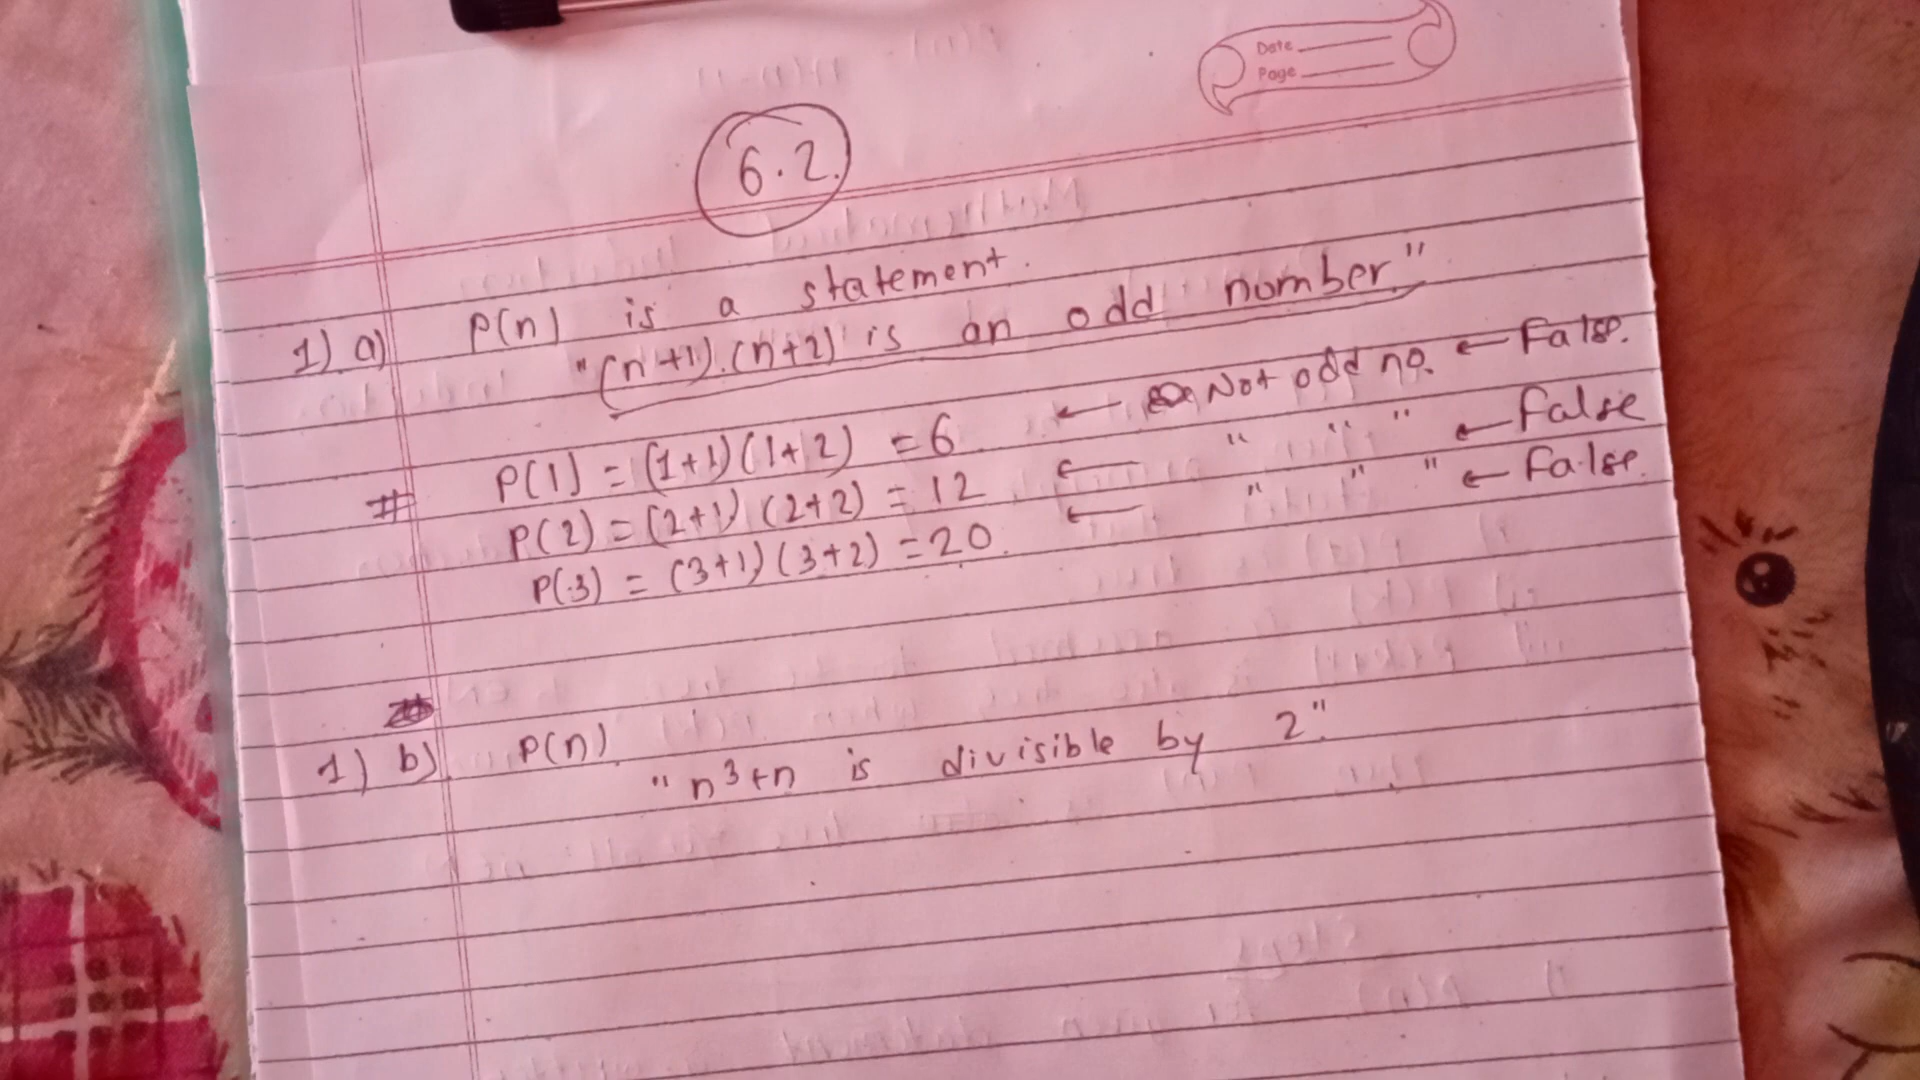 Date
Page
6.2.
1) a) P(n) is a statement.
"(n+1).(n+2) is an odd number"
P(1) = (1+1)(1+2) = 6 ← Not odd no. ← False.
# P(2) = (2+1) (2+2) = 12 ← " " " ← False
P(3) = (3+1)(3+2) = 20. ← " " " ← False.
1) b) P(n)
"n³+n is divisible by 2."